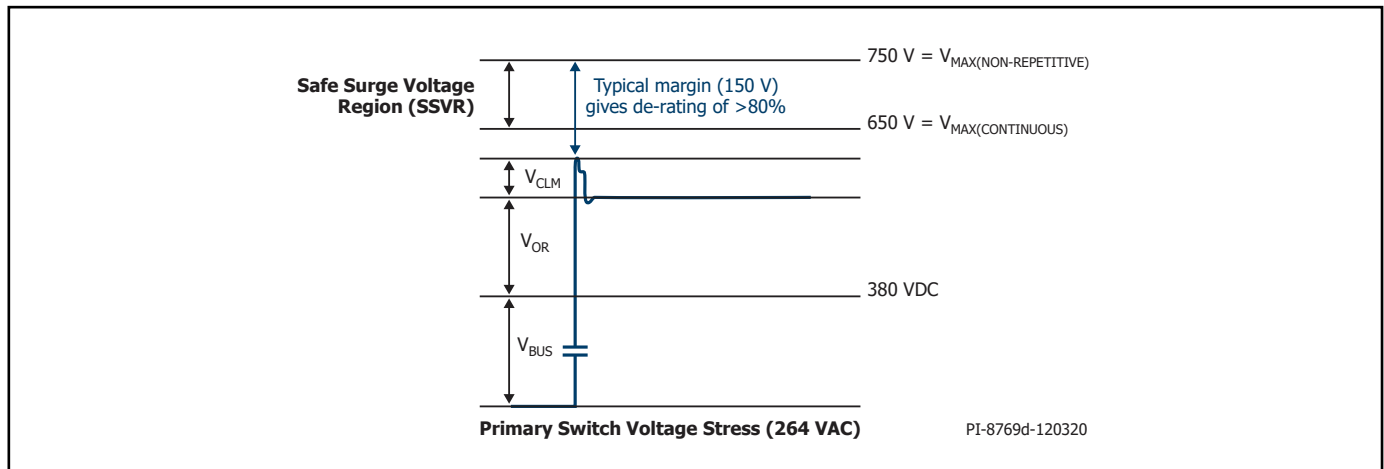 750 V = VMAX(NON-REPETITIVE)
Safe Surge Voltage
Region (SSVR)
Typical margin (150 V)
gives de-rating of >80%
650 V = VMAX(CONTINUOUS)
VCLM
VOR
380 VDC
VBUS
Primary Switch Voltage Stress (264 VAC)
PI-8769d-120320